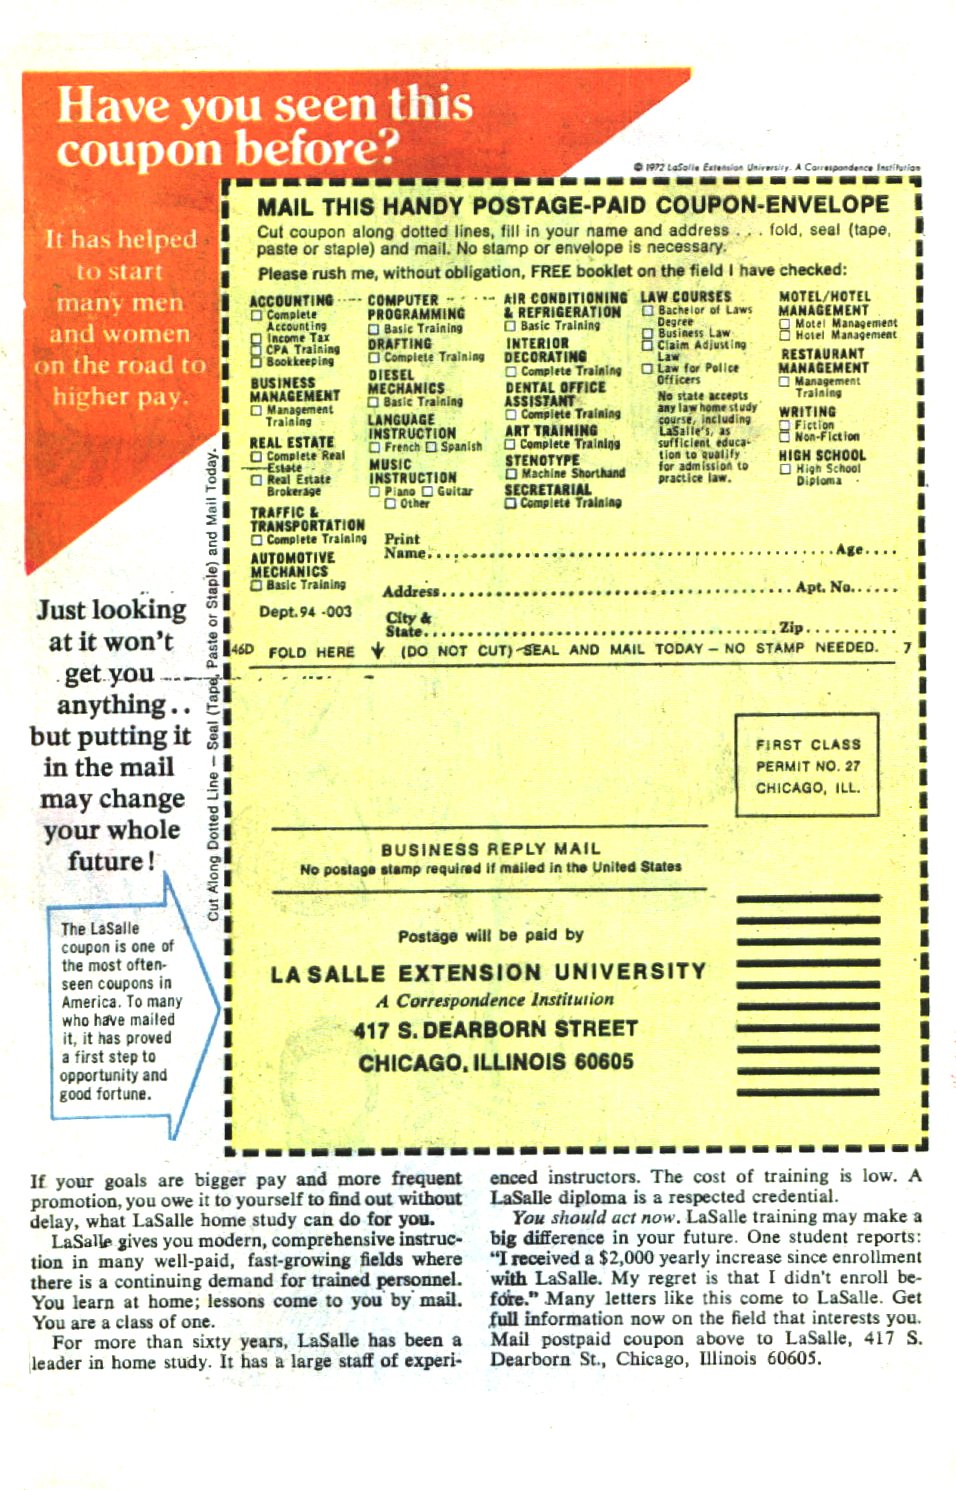 Have you seen this
coupon before?
© 1972 LaSalle Extension University. A Correspondence Institution
It has helped
to start
many men
and women
on the road to
higher pay.
Just looking
at it won't
get you
anything..
but putting it
in the mail
may change
your whole
future!
The LaSalle
coupon is one of
the most often-
seen coupons in
America. To many
who have mailed
it, it has proved
a first step to
opportunity and
good fortune.
Cut Along Dotted Line — Seal (Tape, Paste or Staple) and Mail Today.
MAIL THIS HANDY POSTAGE-PAID COUPON-ENVELOPE
Cut coupon along dotted lines, fill in your name and address . . . fold, seal (tape,
paste or staple) and mail. No stamp or envelope is necessary.
Please rush me, without obligation, FREE booklet on the field I have checked:
ACCOUNTING
Complete
Accounting
Income Tax
CPA Training
Bookkeeping
BUSINESS
MANAGEMENT
Management
Training
REAL ESTATE
Complete Real
Estate
Real Estate
Brokerage
TRAFFIC &
TRANSPORTATION
Complete Training
AUTOMOTIVE
MECHANICS
Basic Training
Dept. 94 -003
COMPUTER
PROGRAMMING
Basic Training
DRAFTING
Complete Training
DIESEL
MECHANICS
Basic Training
LANGUAGE
INSTRUCTION
French Spanish
MUSIC
INSTRUCTION
Piano Guitar
Other
AIR CONDITIONING
& REFRIGERATION
Basic Training
INTERIOR
DECORATING
Complete Training
DENTAL OFFICE
ASSISTANT
Complete Training
ART TRAINING
Complete Training
STENOTYPE
Machine Shorthand
SECRETARIAL
Complete Training
LAW COURSES
Bachelor of Laws
Degree
Business Law
Claim Adjusting
Law
Law for Police
Officers
No state accepts
any law home study
course, including
LaSalle's, as
sufficient educa-
tion to qualify
for admission to
practice law.
MOTEL/HOTEL
MANAGEMENT
Motel Management
Hotel Management
RESTAURANT
MANAGEMENT
Management
Training
WRITING
Fiction
Non-Fiction
HIGH SCHOOL
High School
Diploma
Print
Name Age
Address Apt. No.
City &
State Zip
46D FOLD HERE ↓ (DO NOT CUT) SEAL AND MAIL TODAY — NO STAMP NEEDED. 7
FIRST CLASS
PERMIT NO. 27
CHICAGO, ILL.
BUSINESS REPLY MAIL
No postage stamp required if mailed in the United States
Postage will be paid by
LA SALLE EXTENSION UNIVERSITY
A Correspondence Institution
417 S. DEARBORN STREET
CHICAGO, ILLINOIS 60605
If your goals are bigger pay and more frequent
promotion, you owe it to yourself to find out without
delay, what LaSalle home study can do for you.
LaSalle gives you modern, comprehensive instruc-
tion in many well-paid, fast-growing fields where
there is a continuing demand for trained personnel.
You learn at home; lessons come to you by mail.
You are a class of one.
For more than sixty years, LaSalle has been a
leader in home study. It has a large staff of experi-
enced instructors. The cost of training is low. A
LaSalle diploma is a respected credential.
You should act now. LaSalle training may make a
big difference in your future. One student reports:
"I received a $2,000 yearly increase since enrollment
with LaSalle. My regret is that I didn't enroll be-
fore." Many letters like this come to LaSalle. Get
full information now on the field that interests you.
Mail postpaid coupon above to LaSalle, 417 S.
Dearborn St., Chicago, Illinois 60605.